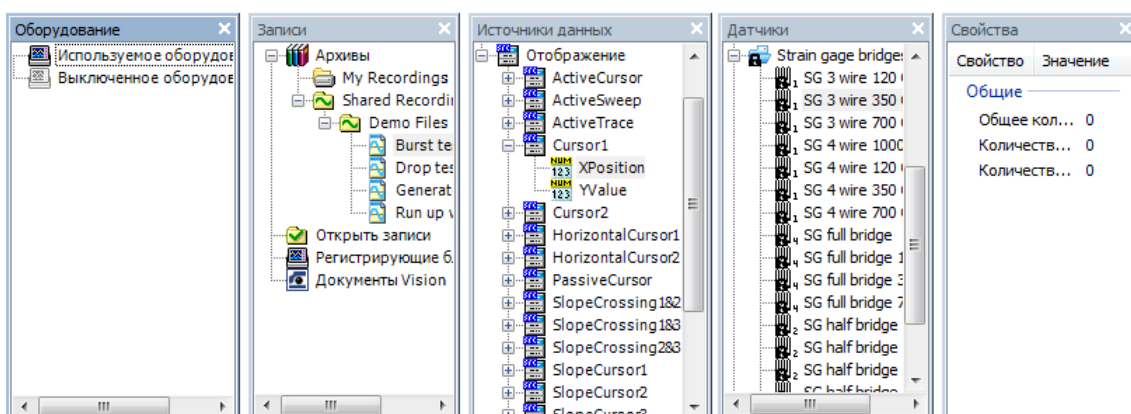 Оборудование
Используемое оборудов
Выключенное оборудов
Записи
Архивы
My Recordings
Shared Recordi
Demo Files
Burst te
Drop tes
Generat
Run up
Открыть записи
Регистрирующие б
Документы Vision
Источники данных
Отображение
ActiveCursor
ActiveSweep
ActiveTrace
Cursor1
XPosition
YValue
Cursor2
HorizontalCursor1
HorizontalCursor2
PassiveCursor
SlopeCrossing1&2
SlopeCrossing1&3
SlopeCrossing2&3
SlopeCursor1
SlopeCursor2
SlopeCursor3
Датчики
Strain gage bridges
SG 3 wire 120
SG 3 wire 350
SG 3 wire 700
SG 4 wire 1000
SG 4 wire 120
SG 4 wire 350
SG 4 wire 700
SG full bridge
SG full bridge 1
SG full bridge 3
SG full bridge 7
SG half bridge
SG half bridge
SG half bridge
SG half bridge
Свойства
Свойство Значение
Общие
Общее кол... 0
Количеств... 0
Количеств... 0